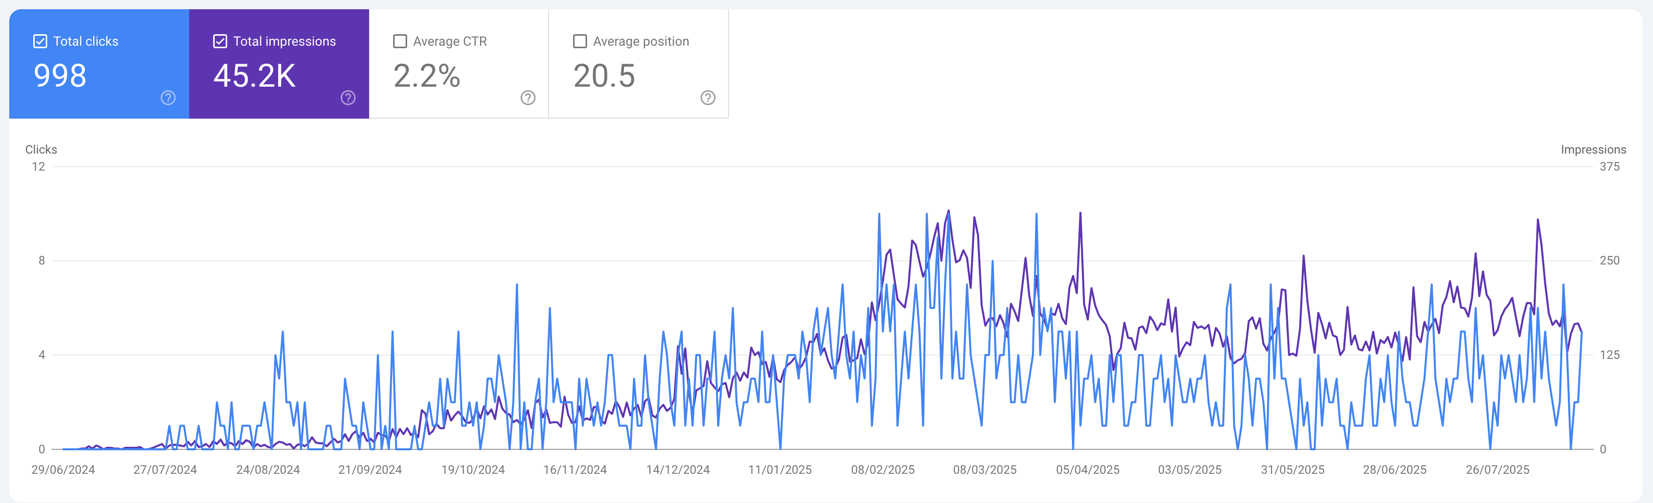 Total clicks
998
Total impressions
45.2K
Average CTR
2.2%
Average position
20.5
Clicks
Impressions
12
375
8
250
4
125
0
0
29/06/2024 27/07/2024 24/08/2024 21/09/2024 19/10/2024 16/11/2024 14/12/2024 11/01/2025 08/02/2025 08/03/2025 05/04/2025 03/05/2025 31/05/2025 28/06/2025 26/07/2025